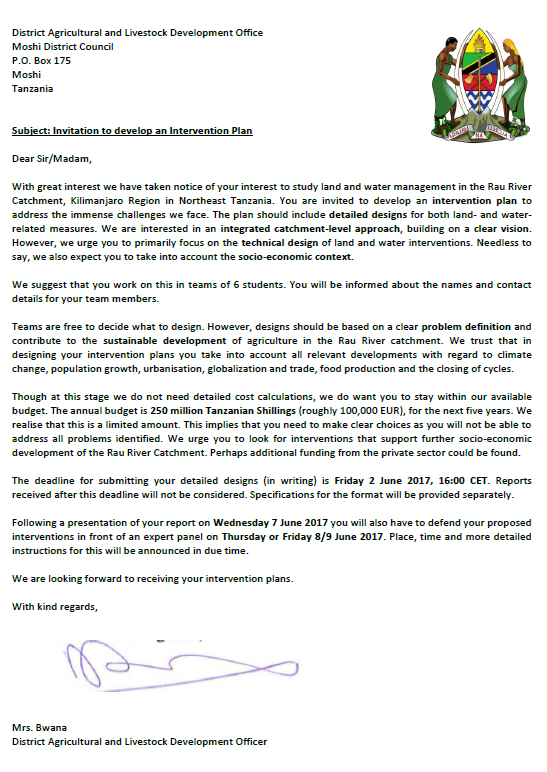 District Agricultural and Livestock Development Office
Moshi District Council
P.O. Box 175
Moshi
Tanzania
Subject: Invitation to develop an Intervention Plan
Dear Sir/Madam,
With great interest we have taken notice of your interest to study land and water management in the Rau River
Catchment, Kilimanjaro Region in Northeast Tanzania. You are invited to develop an intervention plan to
address the immense challenges we face. The plan should include detailed designs for both land- and water-
related measures. We are interested in an integrated catchment-level approach, building on a clear vision.
However, we urge you to primarily focus on the technical design of land and water interventions. Needless to
say, we also expect you to take into account the socio-economic context.
We suggest that you work on this in teams of 6 students. You will be informed about the names and contact
details for your team members.
Teams are free to decide what to design. However, designs should be based on a clear problem definition and
contribute to the sustainable development of agriculture in the Rau River catchment. We trust that in
designing your intervention plans you take into account all relevant developments with regard to climate
change, population growth, urbanisation, globalization and trade, food production and the closing of cycles.
Though at this stage we do not need detailed cost calculations, we do want you to stay within our available
budget. The annual budget is 250 million Tanzanian Shillings (roughly 100,000 EUR), for the next five years. We
realise that this is a limited amount. This implies that you need to make clear choices as you will not be able to
address all problems identified. We urge you to look for interventions that support further socio-economic
development of the Rau River Catchment. Perhaps additional funding from the private sector could be found.
The deadline for submitting your detailed designs (in writing) is Friday 2 June 2017, 16:00 CET. Reports
received after this deadline will not be considered. Specifications for the format will be provided separately.
Following a presentation of your report on Wednesday 7 June 2017 you will also have to defend your proposed
interventions in front of an expert panel on Thursday or Friday 8/9 June 2017. Place, time and more detailed
instructions for this will be announced in due time.
We are looking forward to receiving your intervention plans.
With kind regards,
Mrs. Bwana
District Agricultural and Livestock Development Officer